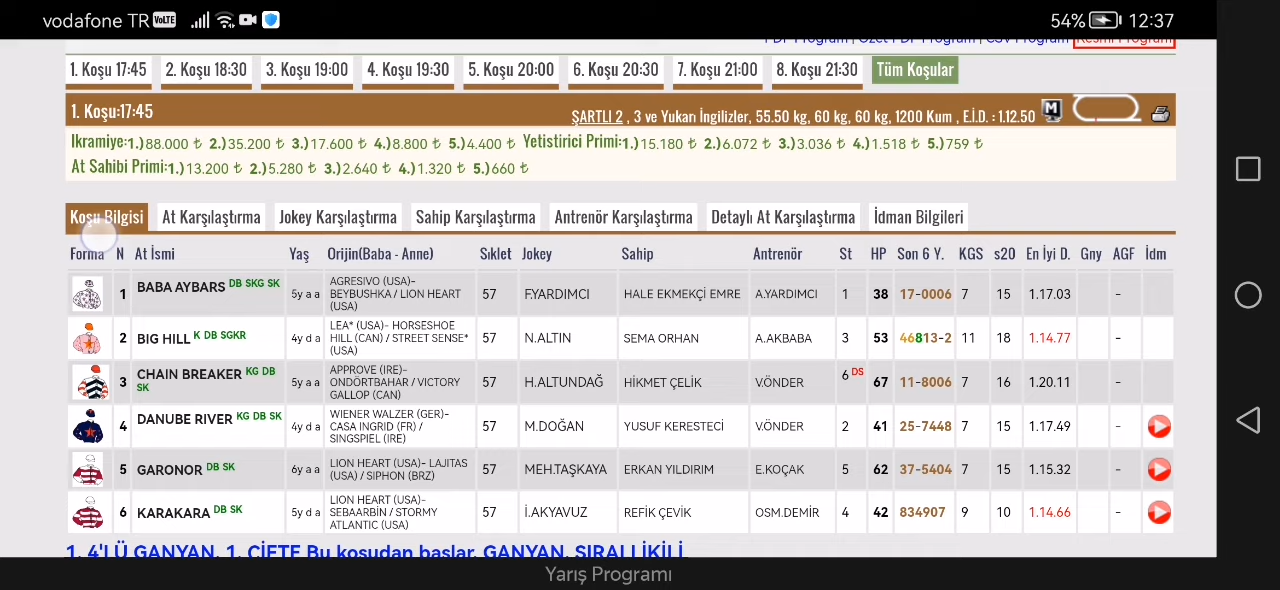 vodafone TR VoLTE 54% 12:37
PDF Program | Özet PDF Program | CSV Program Resmi Program
1. Koşu 17:45 2. Koşu 18:30 3. Koşu 19:00 4. Koşu 19:30 5. Koşu 20:00 6. Koşu 20:30 7. Koşu 21:00 8. Koşu 21:30 Tüm Koşular
1. Koşu:17:45 ŞARTLI 2 , 3 ve Yukarı İngilizler, 55.50 kg, 60 kg, 60 kg, 1200 Kum , E.İ.D. : 1.12.50 M
Ikramiye:1.)88.000 ₺ 2.)35.200 ₺ 3.)17.600 ₺ 4.)8.800 ₺ 5.)4.400 ₺ Yetistirici Primi:1.)15.180 ₺ 2.)6.072 ₺ 3.)3.036 ₺ 4.)1.518 ₺ 5.)759 ₺
At Sahibi Primi:1.)13.200 ₺ 2.)5.280 ₺ 3.)2.640 ₺ 4.)1.320 ₺ 5.)660 ₺
Koşu Bilgisi At Karşılaştırma Jokey Karşılaştırma Sahip Karşılaştırma Antrenör Karşılaştırma Detaylı At Karşılaştırma İdman Bilgileri
Forma N At İsmi Yaş Orijin(Baba - Anne) Sıklet Jokey Sahip Antrenör St HP Son 6 Y. KGS s20 En İyi D. Gny AGF İdm
1 BABA AYBARS DB SKG SK 5y a a AGRESIVO (USA)- BEYBUSHKA / LION HEART (USA) 57 F.YARDIMCI HALE EKMEKÇİ EMRE A.YARDIMCI 1 38 17-0006 7 15 1.17.03 -
2 BIG HILL K DB SGKR 4y d a LEA* (USA)- HORSESHOE HILL (CAN) / STREET SENSE* (USA) 57 N.ALTIN SEMA ORHAN A.AKBABA 3 53 46813-2 11 18 1.14.77 -
3 CHAIN BREAKER KG DB SK 5y a a APPROVE (IRE)- ONDÖRTBAHAR / VICTORY GALLOP (CAN) 57 H.ALTUNDAĞ HİKMET ÇELİK V.ÖNDER 6 DS 67 11-8006 7 16 1.20.11 -
4 DANUBE RIVER KG DB SK 4y d a WIENER WALZER (GER)- CASA INGRID (FR) / SINGSPIEL (IRE) 57 M.DOĞAN YUSUF KERESTECİ V.ÖNDER 2 41 25-7448 7 15 1.17.49 -
5 GARONOR DB SK 6y a a LION HEART (USA)- LAJITAS (USA) / SIPHON (BRZ) 57 MEH.TAŞKAYA ERKAN YILDIRIM E.KOÇAK 5 62 37-5404 7 15 1.15.32 -
6 KARAKARA DB SK 5y d a LION HEART (USA)- SEBAARBİN / STORMY ATLANTIC (USA) 57 İ.AKYAVUZ REFİK ÇEVİK OSM.DEMİR 4 42 834907 9 10 1.14.66 -
1. 4'LÜ GANYAN, 1. ÇİFTE Bu koşudan başlar, GANYAN, SIRALI İKİLİ,
Yarış Programı